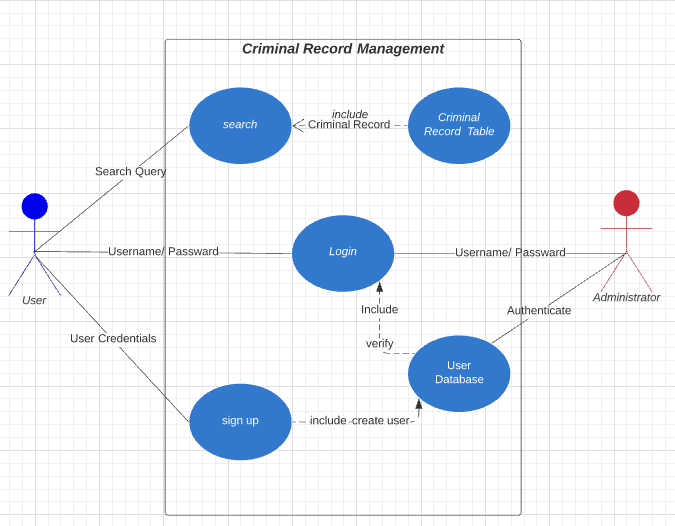 Criminal Record Management
search
include
Criminal Record
Criminal
Record Table
Search Query
Login
Username/ Passward
Username/ Password
User
Administrator
Include
Authenticate
User Credentials
verify
User
Database
sign up
include create user